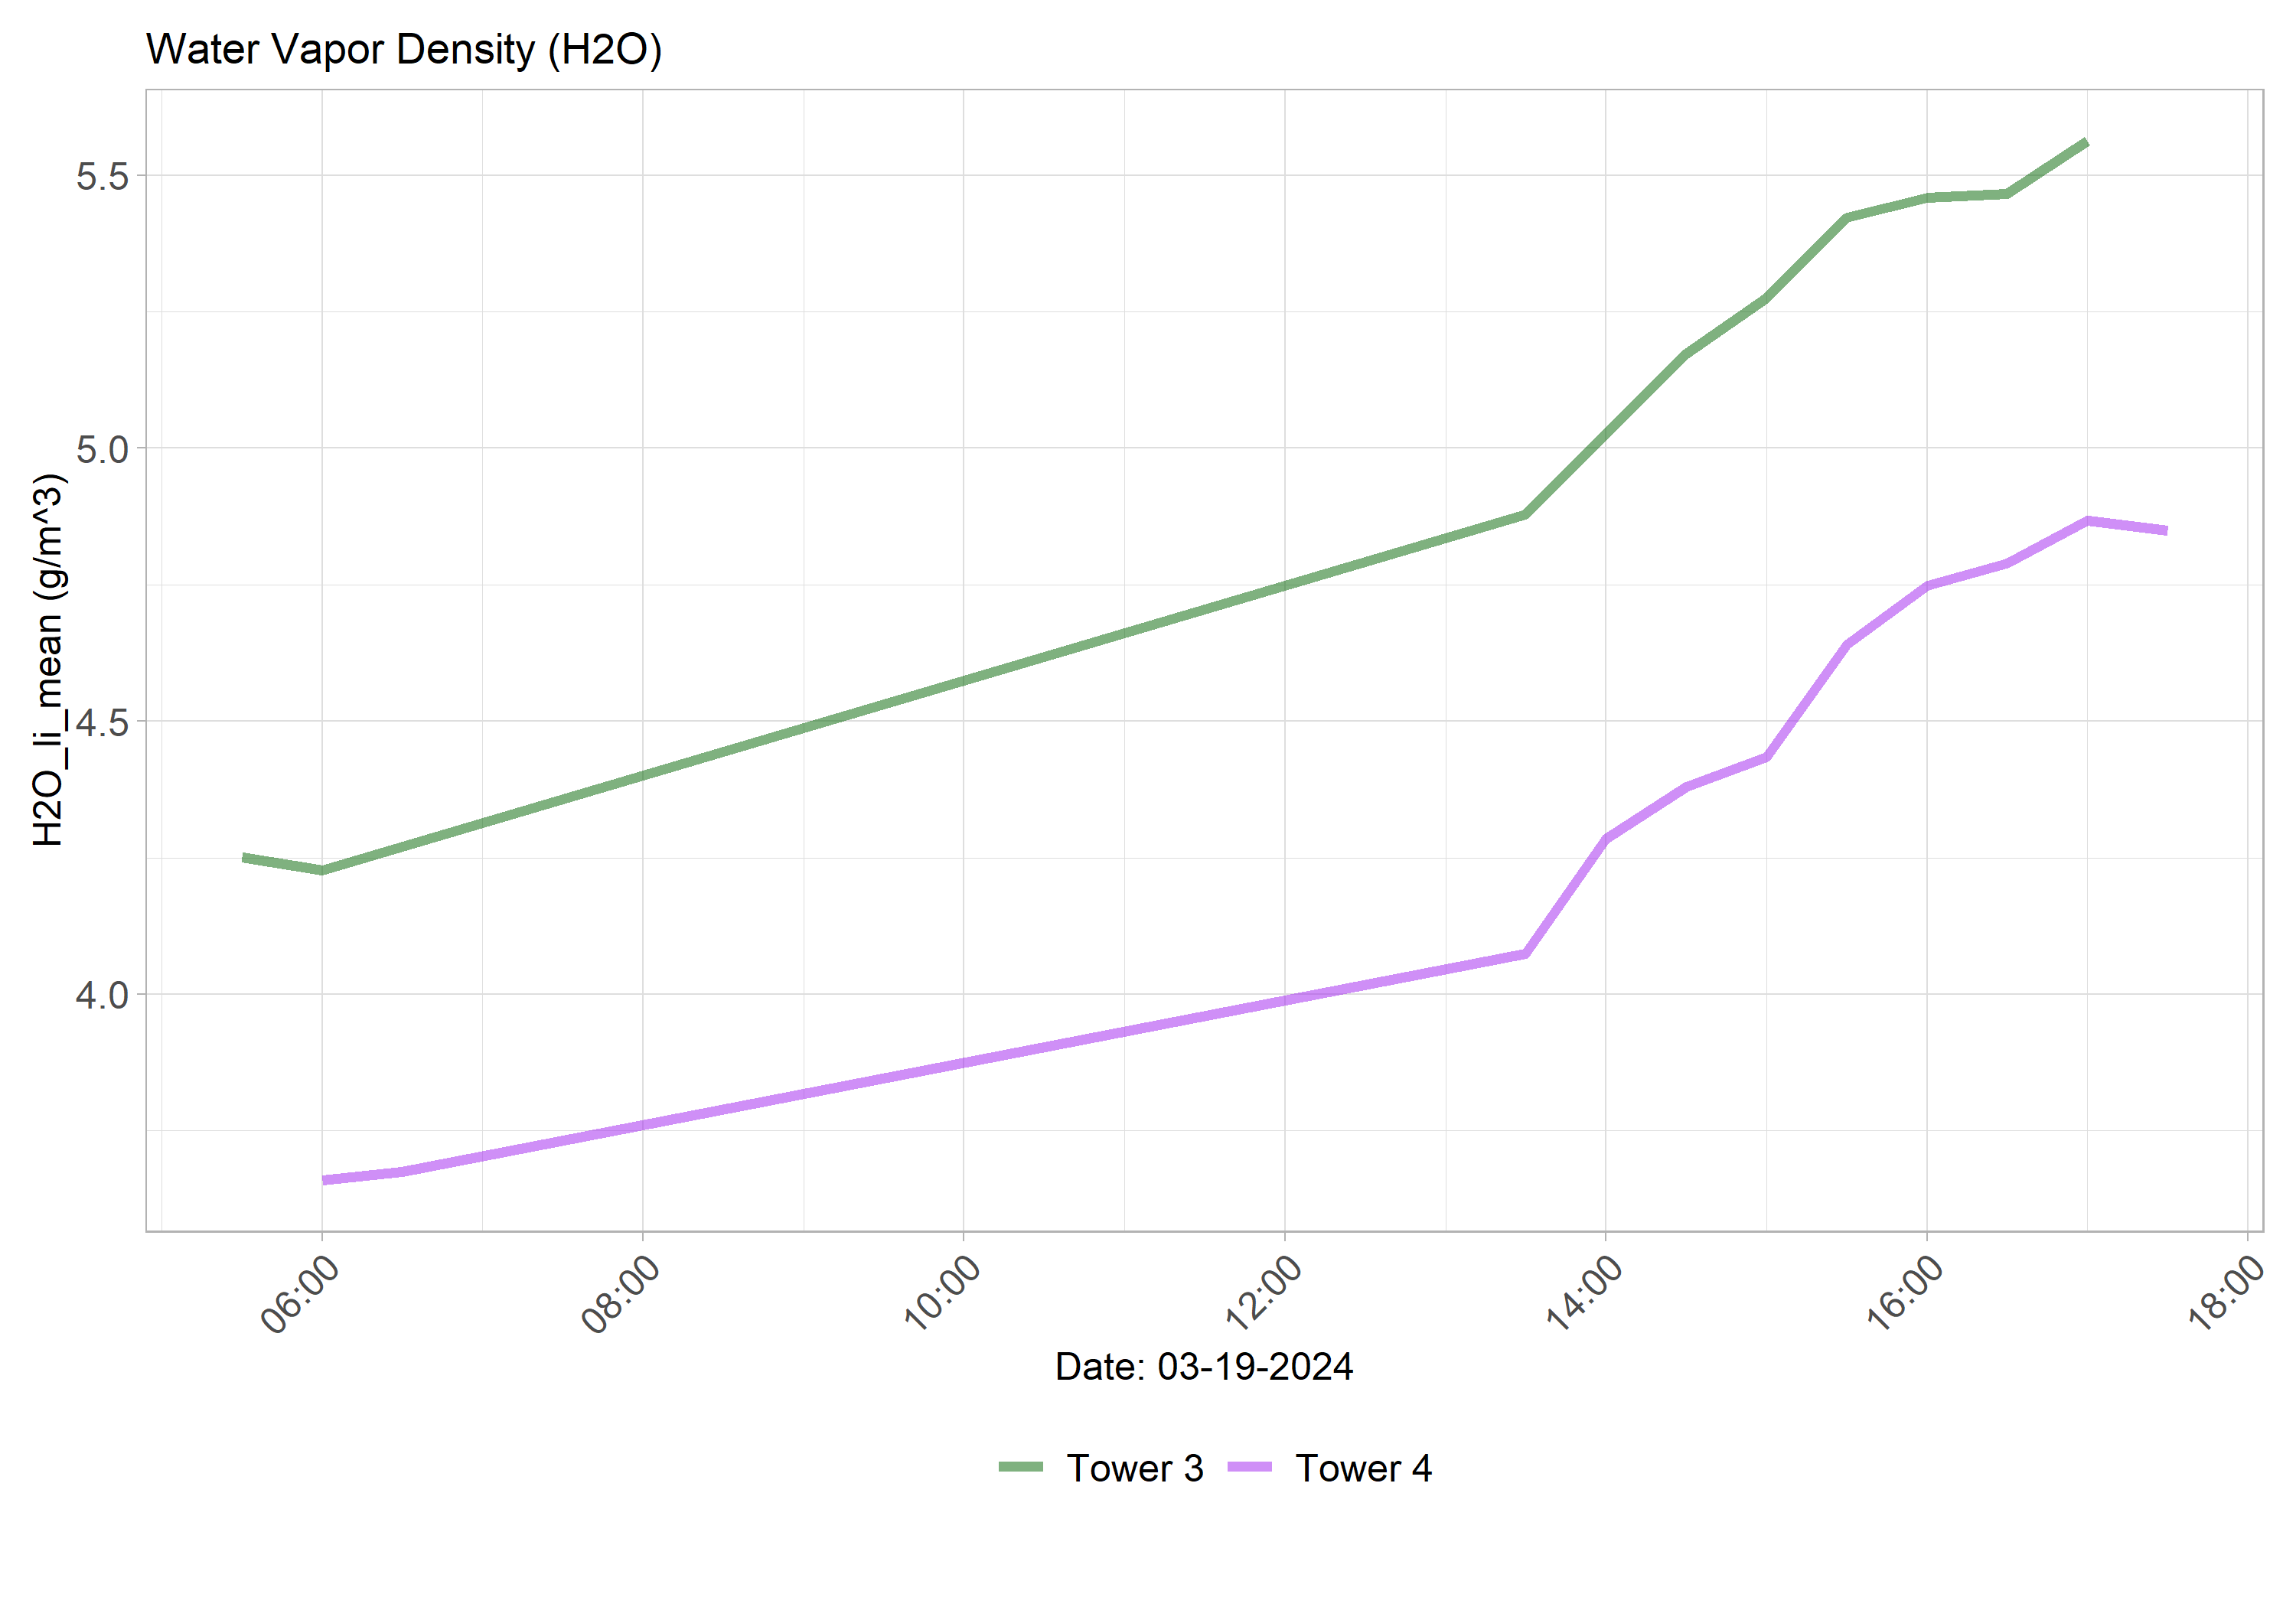 Water Vapor Density (H2O)
H2O_li_mean (g/m^3)
5.5
5.0
4.5
4.0
06:00
08:00
10:00
12:00
14:00
16:00
18:00
Date: 03-19-2024
Tower 3
Tower 4